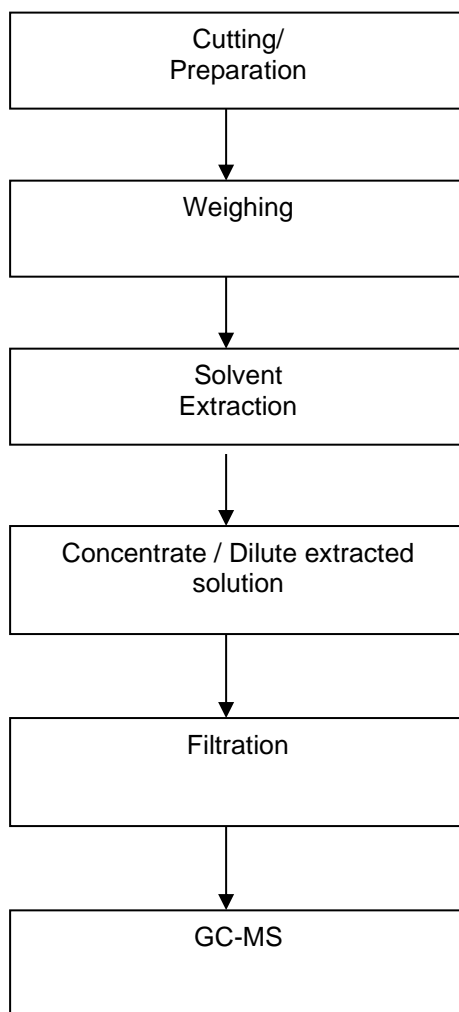 Cutting/
Preparation
Weighing
Solvent
Extraction
Concentrate / Dilute extracted
solution
Filtration
GC-MS